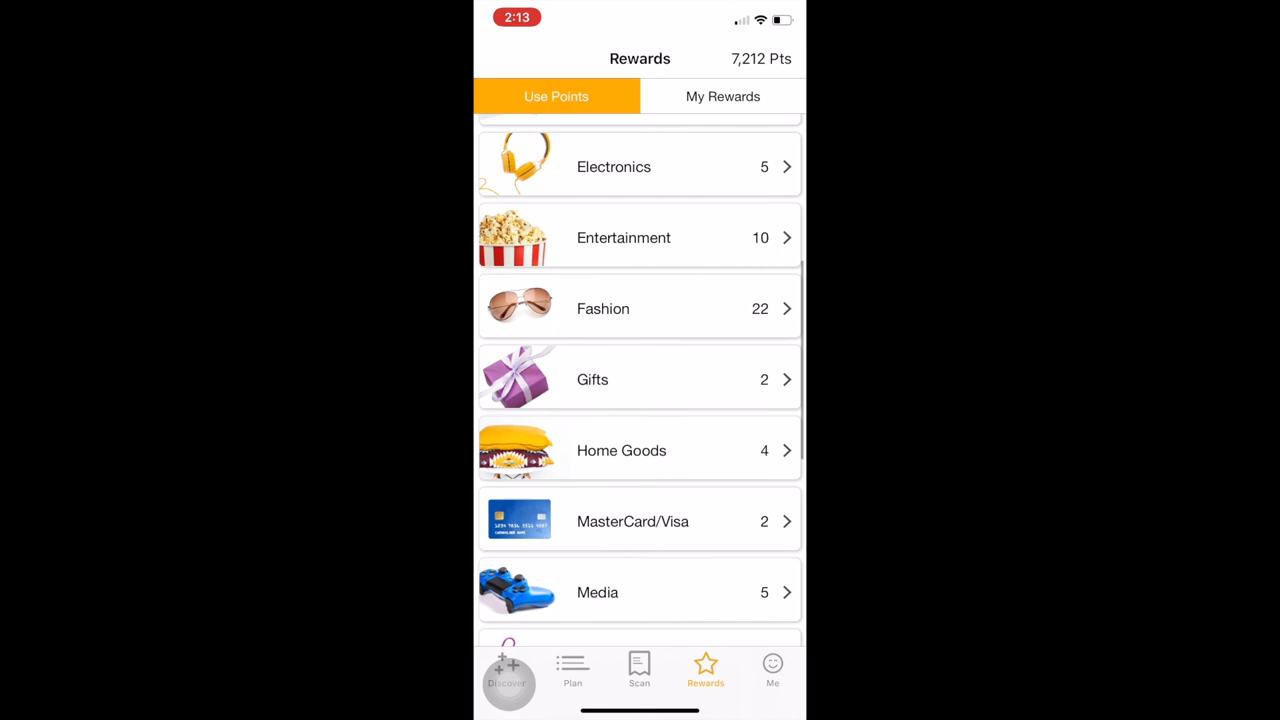 2:13
Rewards 7,212 Pts
Use Points My Rewards
Electronics 5
Entertainment 10
Fashion 22
Gifts 2
Home Goods 4
MasterCard/Visa 2
Media 5
Discover Plan Scan Rewards Me